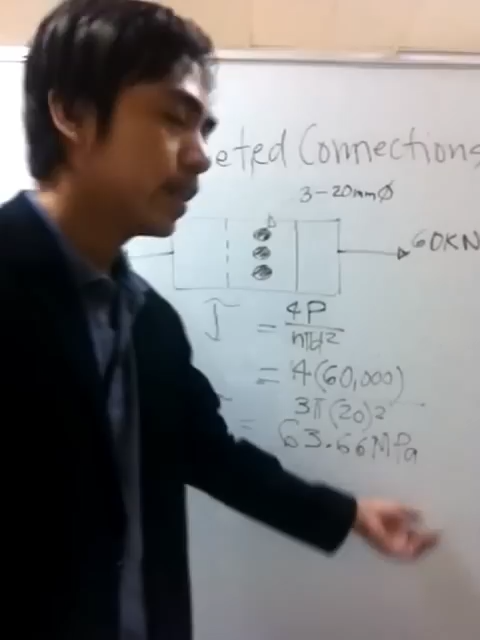 eted Connections
3-20mmø
60KN
τ = 4P / nπd2
= 4(60,000) / 3π(20)2
= 63.66MPa